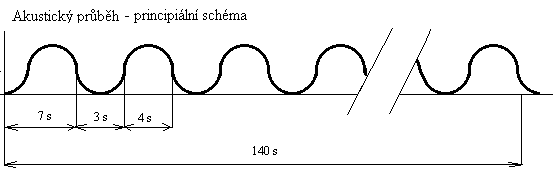 Akustický průběh - principiální schéma
7 s
3 s
4 s
140 s